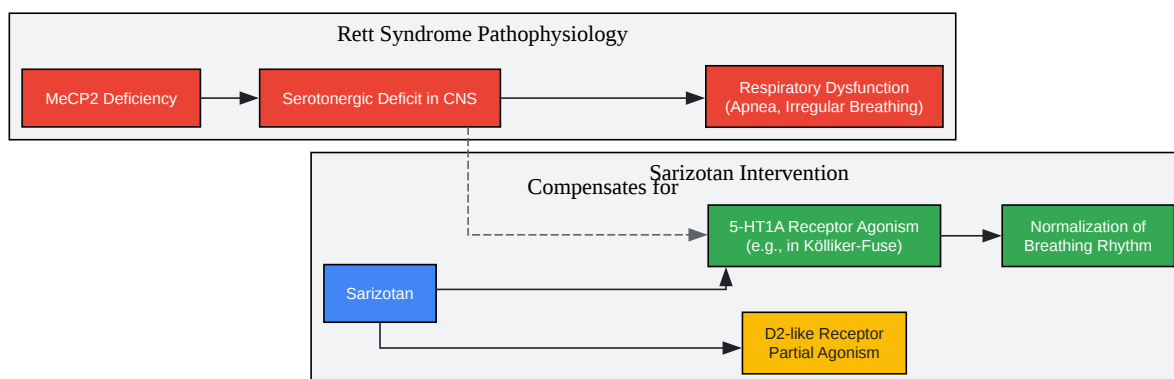 Rett Syndrome Pathophysiology
MeCP2 Deficiency
Serotonergic Deficit in CNS
Respiratory Dysfunction
(Apnea, Irregular Breathing)
Sarizotan Intervention
Compensates for
5-HT1A Receptor Agonism
(e.g., in Kölliker-Fuse)
Normalization of
Breathing Rhythm
Sarizotan
D2-like Receptor
Partial Agonism